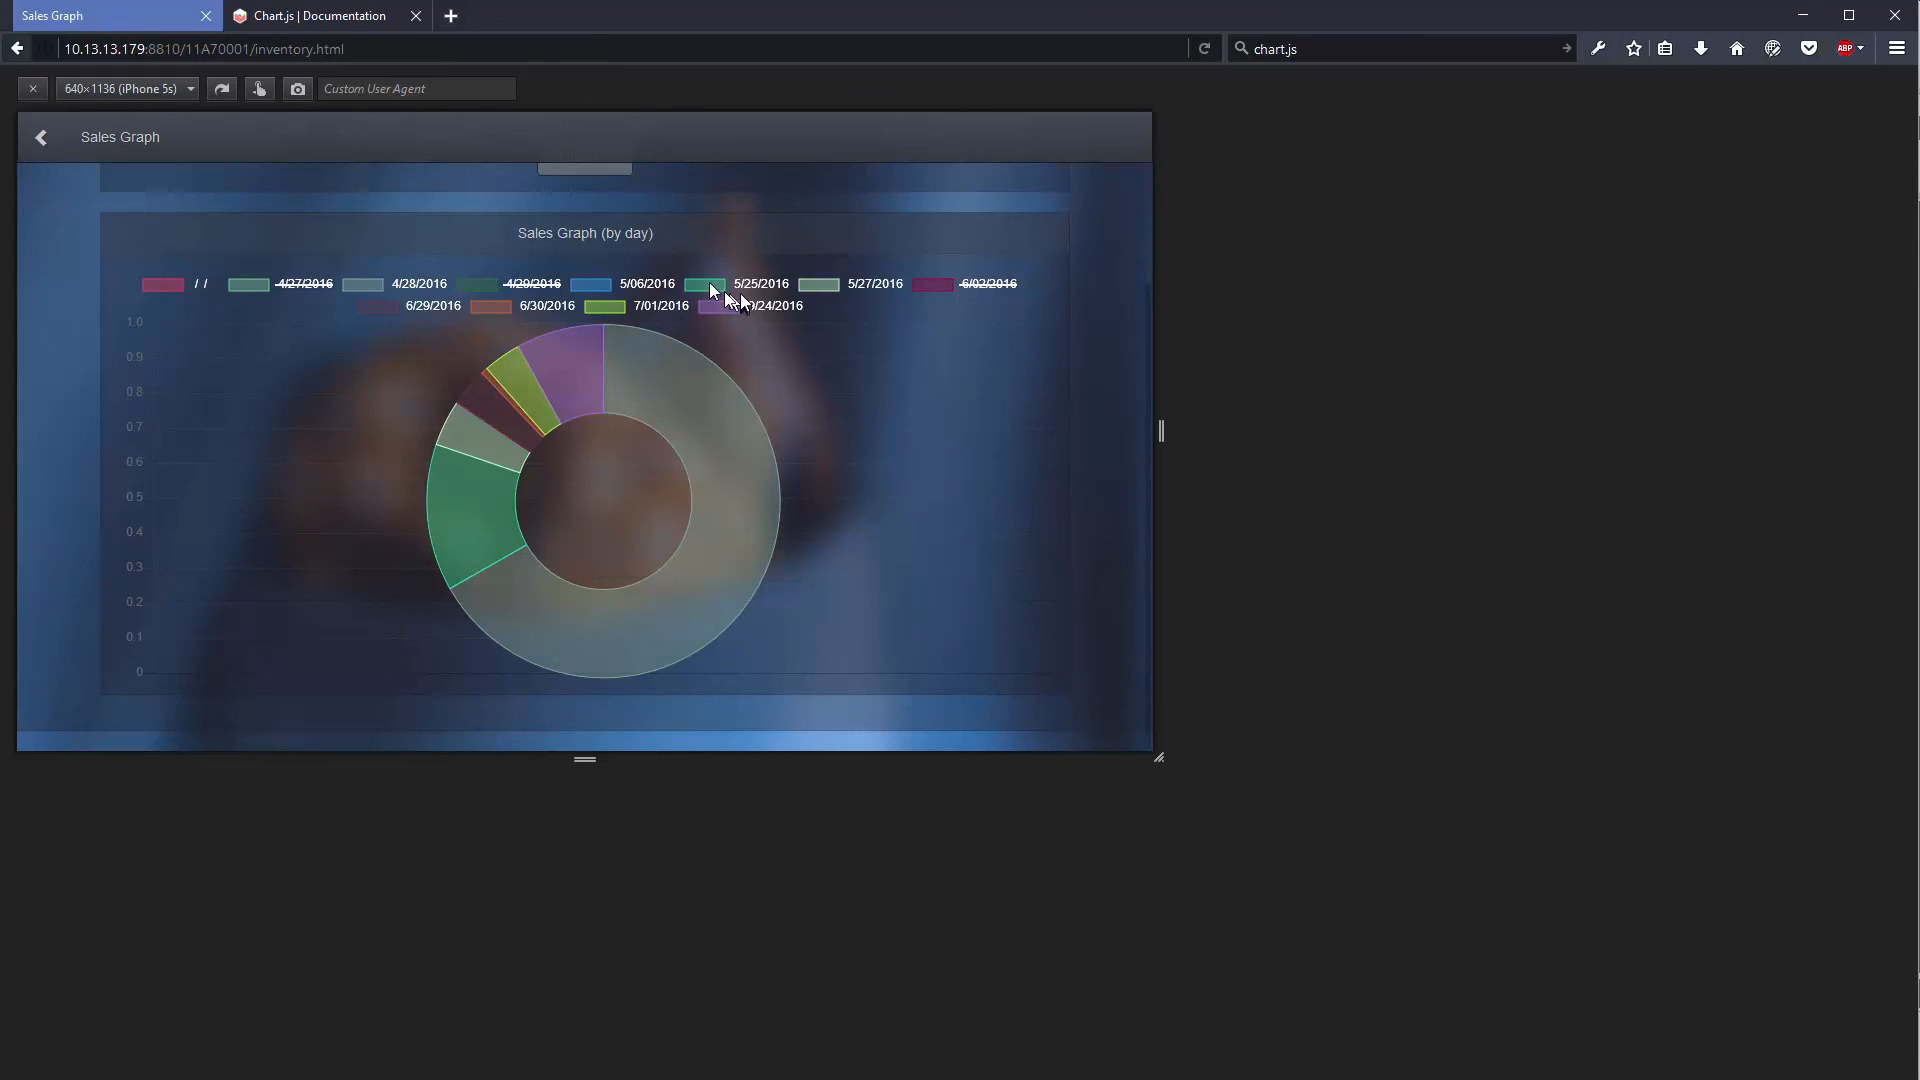 Sales Graph
Chart.js | Documentation
10.13.13.179:8810/11A70001/inventory.html
chart.js
ABP
640×1136 (iPhone 5s)
Custom User Agent
Sales Graph
Sales Graph (by day)
/ / 4/27/2016 4/28/2016 4/29/2016 5/06/2016 5/25/2016 5/27/2016 6/02/2016
6/29/2016 6/30/2016 7/01/2016 /24/2016
1.0
0.9
0.8
0.7
0.6
0.5
0.4
0.3
0.2
0.1
0